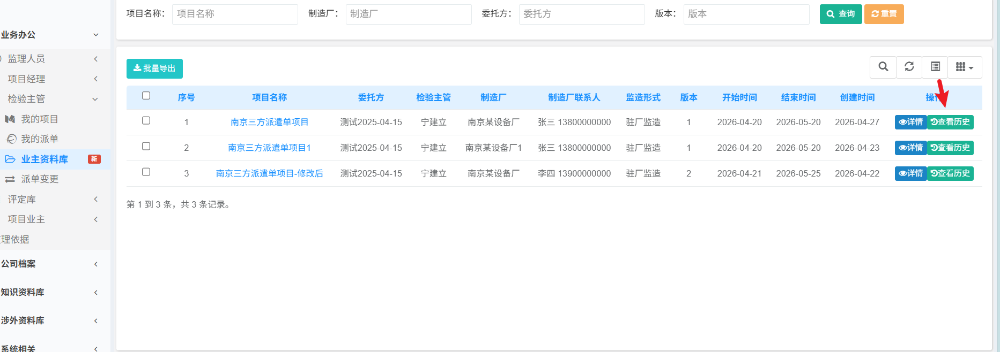 项目名称： 项目名称 制造厂： 制造厂 委托方： 委托方 版本： 版本 查询 重置
业务办公
监理人员
项目经理
检验主管
我的项目
我的派单
业主资料库 新
派单变更
评定库
项目业主
理依据
公司档案
知识资料库
涉外资料库
系统相关
批量导出
序号 项目名称 委托方 检验主管 制造厂 制造厂联系人 监造形式 版本 开始时间 结束时间 创建时间 操作
1 南京三方派遣单项目 测试2025-04-15 宁建立 南京某设备厂 张三 13800000000 驻厂监造 1 2026-04-20 2026-05-20 2026-04-27 详情 查看历史
2 南京三方派遣单项目1 测试2025-04-15 宁建立 南京某设备厂1 张三 13800000000 驻厂监造 1 2026-04-20 2026-05-20 2026-04-23 详情 查看历史
3 南京三方派遣单项目-修改后 测试2025-04-15 宁建立 南京某设备厂 李四 13900000000 驻厂监造 2 2026-04-21 2026-05-25 2026-04-22 详情 查看历史
第 1 到 3 条，共 3 条记录。